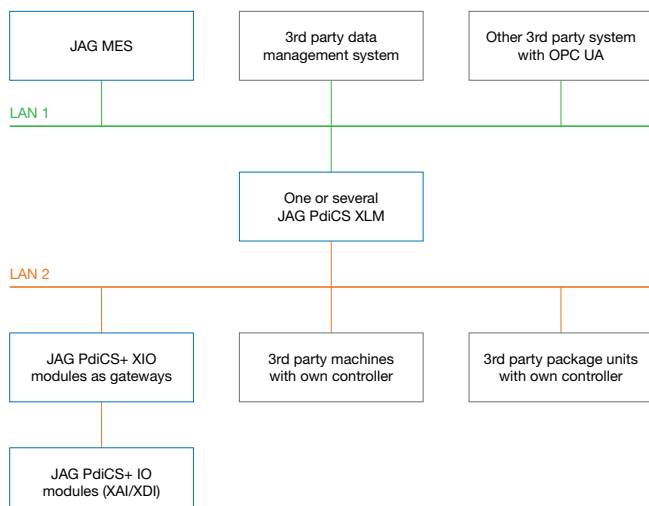 JAG MES
3rd party data
management system
Other 3rd party system
with OPC UA
LAN 1
One or several
JAG PdiCS XLM
LAN 2
JAG PdiCS+ XIO
modules as gateways
3rd party machines
with own controller
3rd party package units
with own controller
JAG PdiCS+ IO
modules (XAI/XDI)